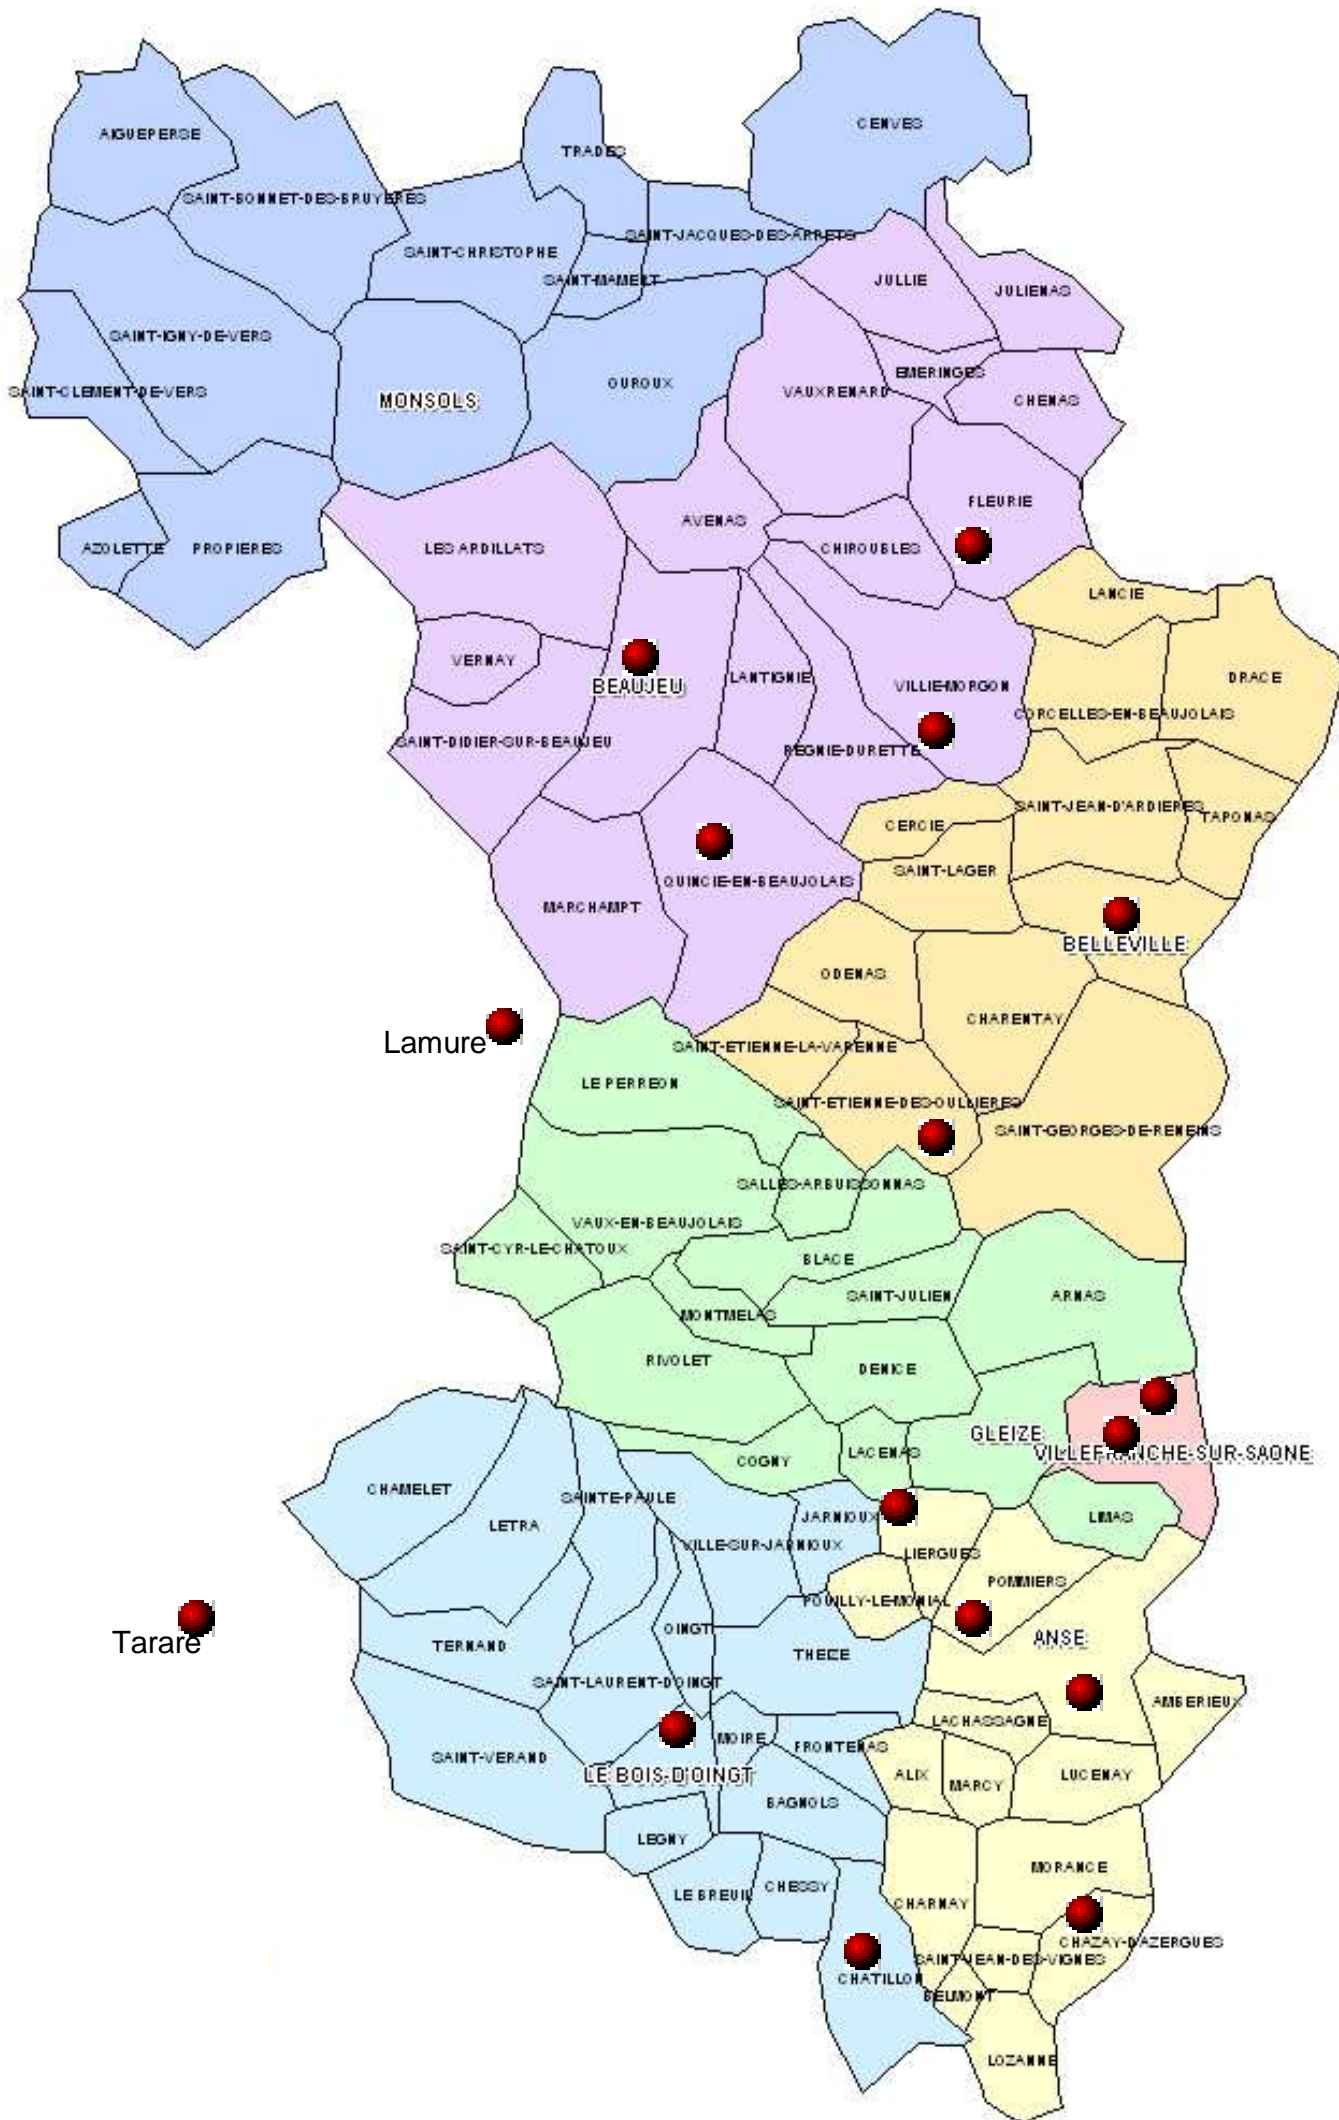 CENVES
AIGUEPERSE
TRADES
SAINT-BONNET-DES-BRUYERES
SAINT-JACQUES-DES-ARRETS
SAINT-CHRISTOPHE
SAINT-MAMERT
JULLIE
JULIENAS
SAINT-IGNY-DE-VERS
EMERINGES
OUROUX
SAINT-CLEMENT-DE-VERS
VAUXRENARD
MONSOLS
CHENAS
FLEURIE
AVENAS
AZOLETTE
PROPIERES
LES ARDILLATS
CHIROUBLES
LANCIE
VERNAY
LANTIGNIE
DRACE
BEAUJEU
VILLIE-MORGON
CORCELLES-EN-BEAUJOLAIS
SAINT-DIDIER-SUR-BEAUJEU
REGNIE-DURETTE
SAINT-JEAN-D'ARDIERES
TAPONAS
CERCIE
SAINT-LAGER
QUINCIE-EN-BEAUJOLAIS
MARCHAMPT
BELLEVILLE
ODENAS
CHARENTAY
Lamure
SAINT-ETIENNE-LA-VARENNE
LE PERREON
SAINT-ETIENNE-DES-OULLIERES
SAINT-GEORGES-DE-RENEINS
SALLES-ARBUISSONNAS
VAUX-EN-BEAUJOLAIS
SAINT-CYR-LE-CHATOUX
BLACE
SAINT-JULIEN
ARNAS
MONTMELAS
RIVOLET
DENICE
GLEIZE
VILLEFRANCHE-SUR-SAONE
LACENAS
COGNY
CHAMELET
SAINTE-PAULE
JARNIOUX
LIMAS
LETRA
VILLE-SUR-JARNIOUX
LIERGUES
POMMIERS
POUILLY-LE-MONIAL
Tarare
OINGT
ANSE
TERNAND
THEIZE
SAINT-LAURENT-D'OINGT
AMBERIEUX
LACHASSAGNE
MOIRE
FRONTENAS
SAINT-VERAND
LE BOIS-D'OINGT
ALIX
MARCY
LUCENAY
BAGNOLS
LEGNY
MORANCE
CHESSY
LE BREUIL
CHARNAY
CHAZAY-D'AZERGUES
SAINT-JEAN-DES-VIGNES
CHATILLON
BELMONT
LOZANNE